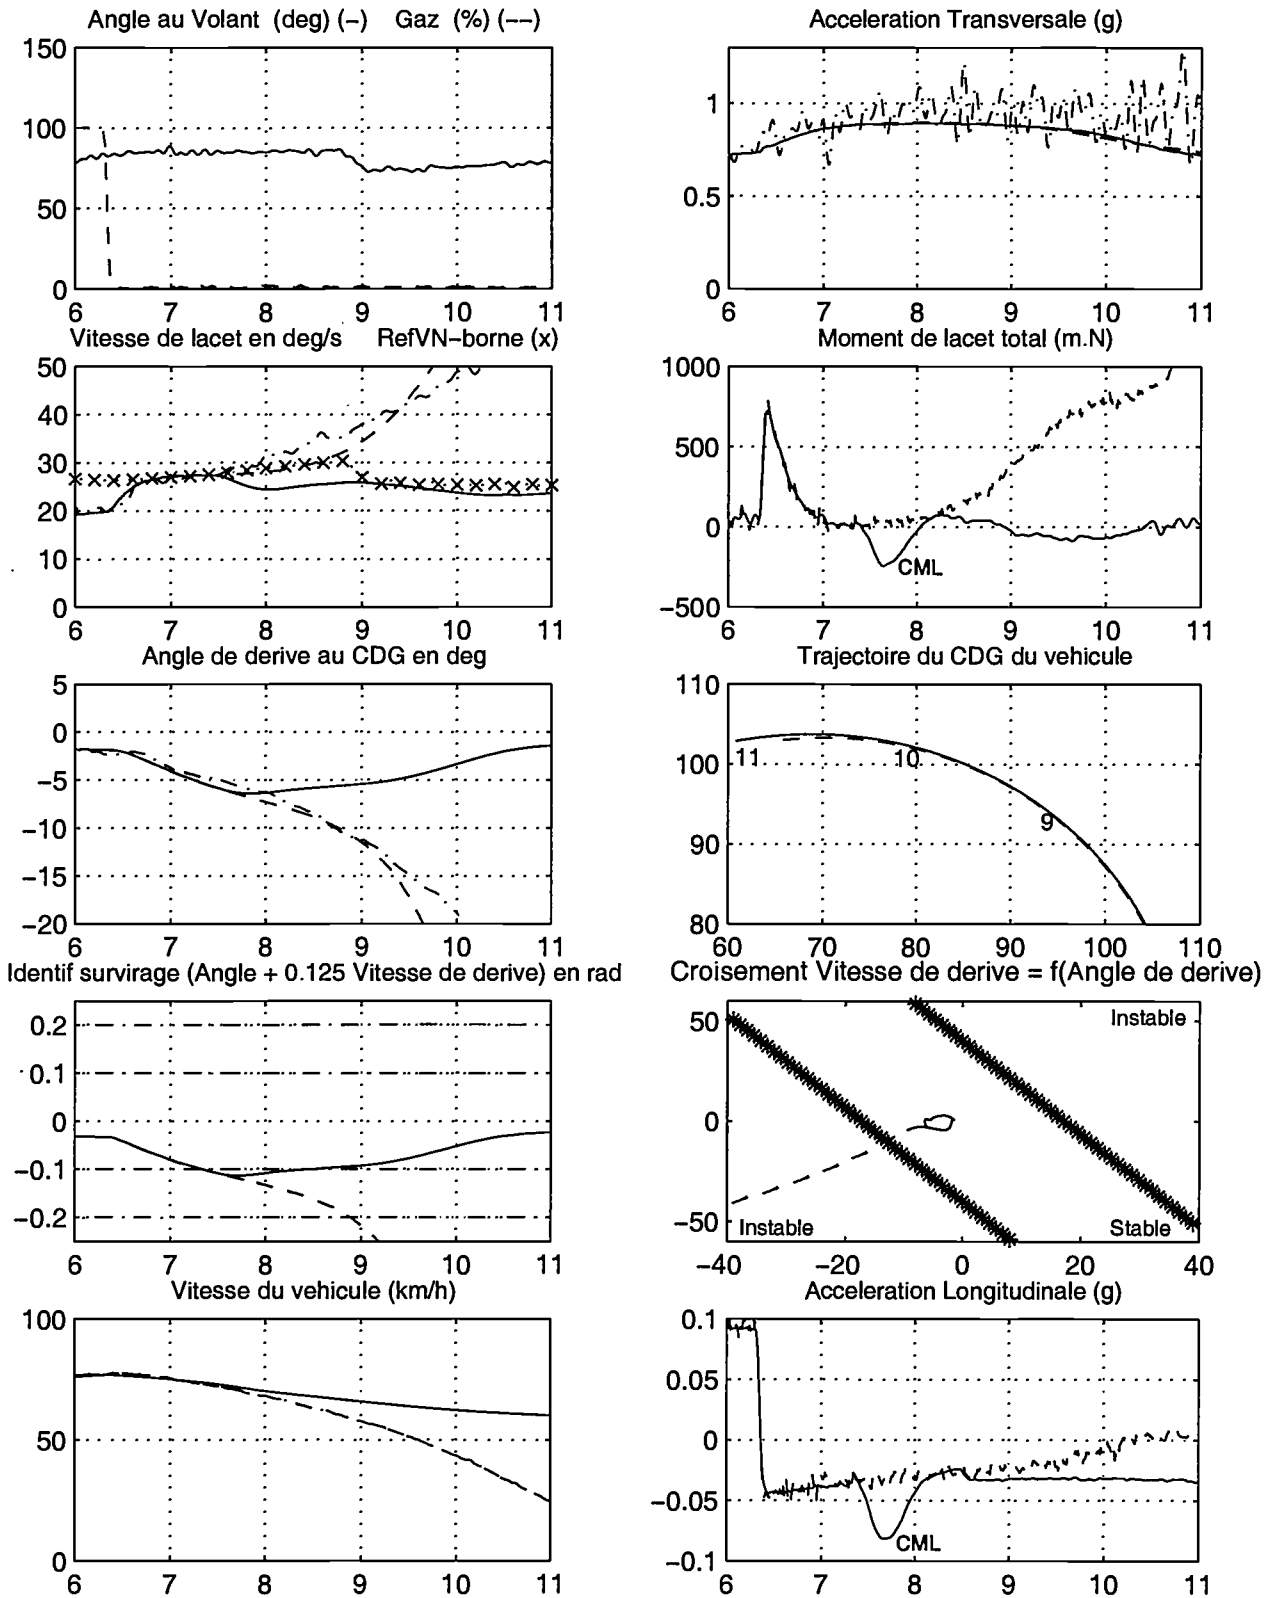 Angle au Volant (deg) (-) Gaz (%) (--)
150
100
50
0
6 7 8 9 10 11
Acceleration Transversale (g)
1
0.5
0
6 7 8 9 10 11
Vitesse de lacet en deg/s RefVN-borne (x)
50
40
30
20
10
0
6 7 8 9 10 11
Moment de lacet total (m.N)
1000
500
0
-500
CML
6 7 8 9 10 11
Angle de derive au CDG en deg
5
0
-5
-10
-15
-20
6 7 8 9 10 11
Trajectoire du CDG du vehicule
110
100
90
80
11
10
9
60 70 80 90 100 110
Identif survirage (Angle + 0.125 Vitesse de derive) en rad
0.2
0.1
0
-0.1
-0.2
6 7 8 9 10 11
Croisement Vitesse de derive = f(Angle de derive)
50
0
-50
Instable
Instable
Stable
-40 -20 0 20 40
Vitesse du vehicule (km/h)
100
50
0
6 7 8 9 10 11
Acceleration Longitudinale (g)
0.1
0.05
0
-0.05
-0.1
CML
6 7 8 9 10 11